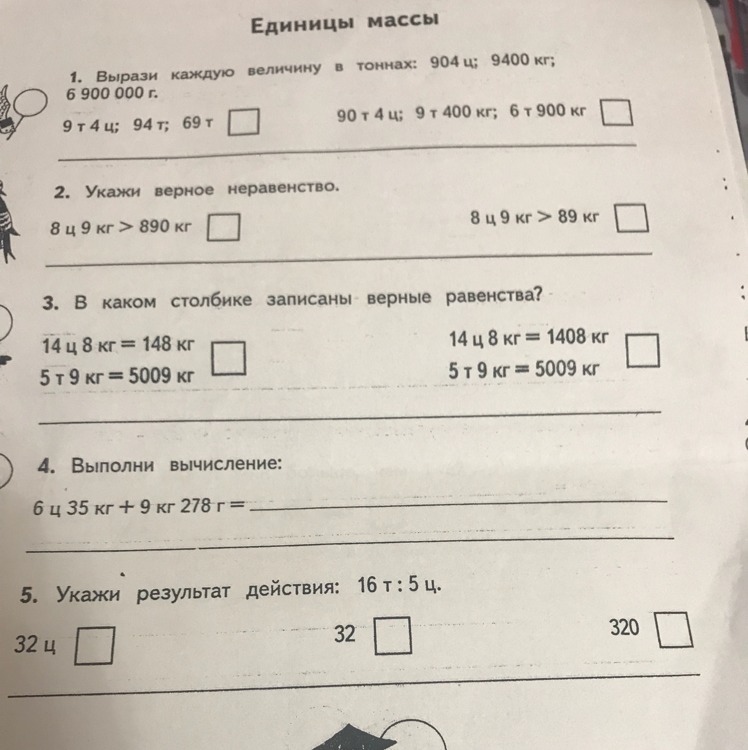 Единицы массы
1. Вырази каждую величину в тоннах: 904 ц; 9400 кг;
6 900 000 г.
9 т 4 ц; 94 т; 69 т
90 т 4 ц; 9 т 400 кг; 6 т 900 кг
2. Укажи верное неравенство.
8 ц 9 кг > 890 кг
8 ц 9 кг > 89 кг
3. В каком столбике записаны верные равенства?
14 ц 8 кг = 148 кг
5 т 9 кг = 5009 кг
14 ц 8 кг = 1408 кг
5 т 9 кг = 5009 кг
4. Выполни вычисление:
6 ц 35 кг + 9 кг 278 г =
5. Укажи результат действия: 16 т : 5 ц.
32 ц
32
320